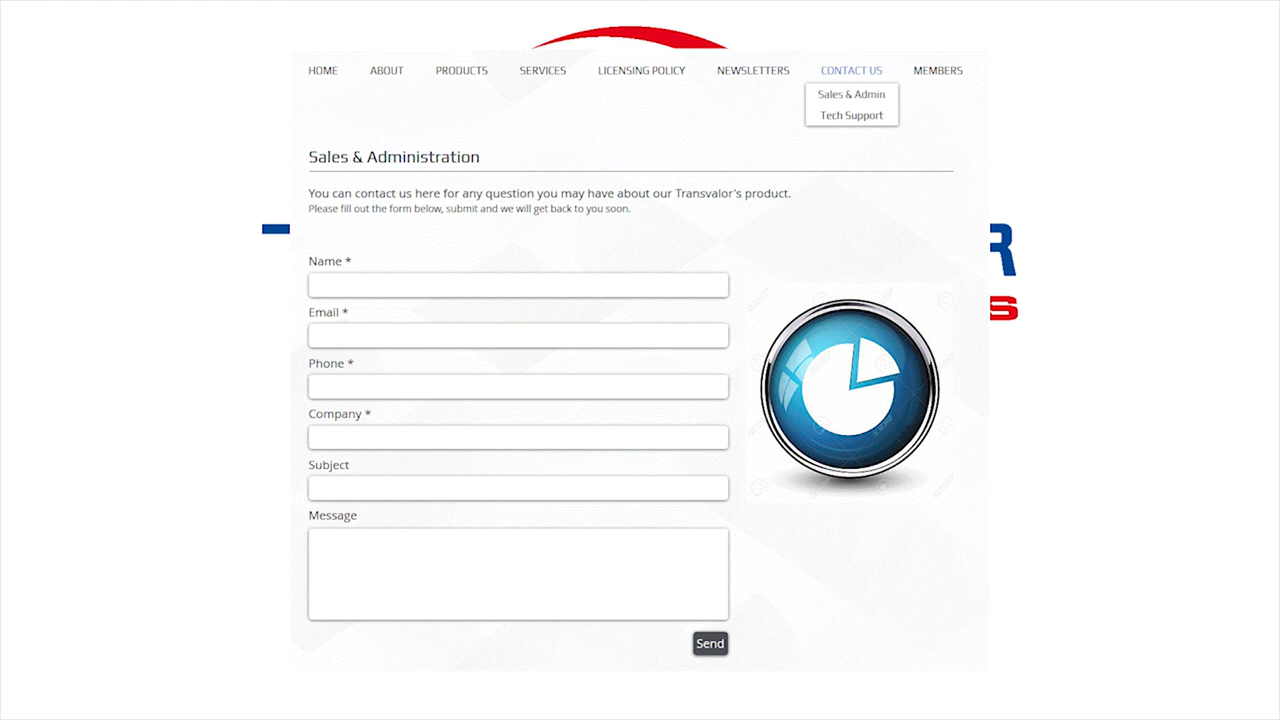 HOME ABOUT PRODUCTS SERVICES LICENSING POLICY NEWSLETTERS CONTACT US MEMBERS
Sales & Admin
Tech Support
Sales & Administration
You can contact us here for any question you may have about our Transvalor's product.
Please fill out the form below, submit and we will get back to you soon.
R
S
Name *
Email *
Phone *
Company *
Subject
Message
Send